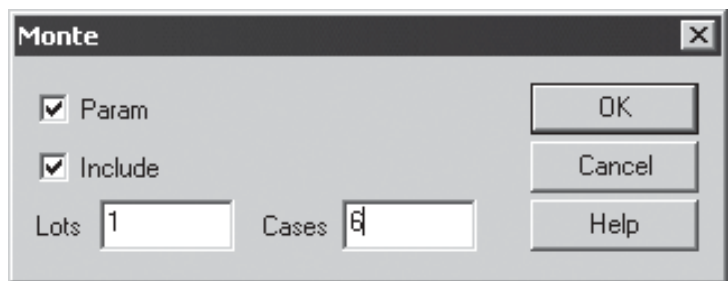 Monte
Param
OK
Include
Cancel
Lots 1 Cases 6 Help